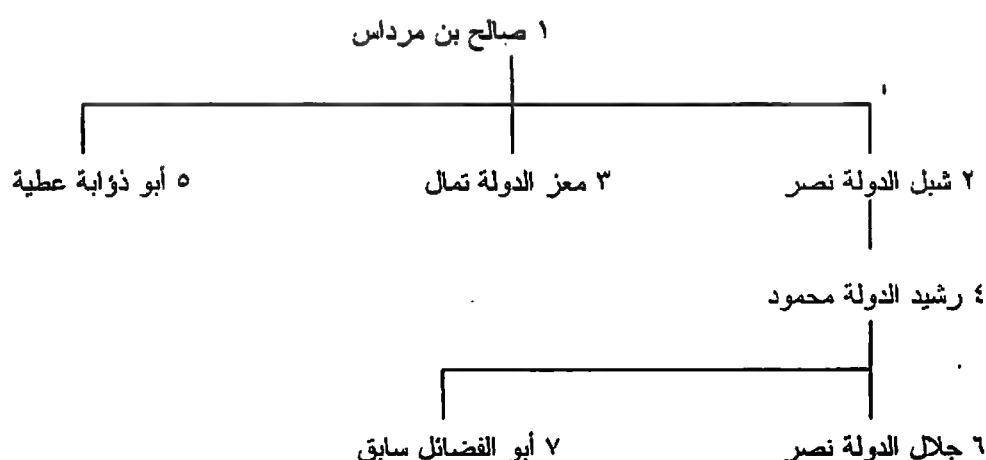 ١ صالح بن مرداس
٢ شبل الدولة نصر
٣ معز الدولة تمال
٥ أبو ذؤابة عطية
٤ رشيد الدولة محمود
٦ جلال الدولة نصر
٧ أبو الفضائل سابق